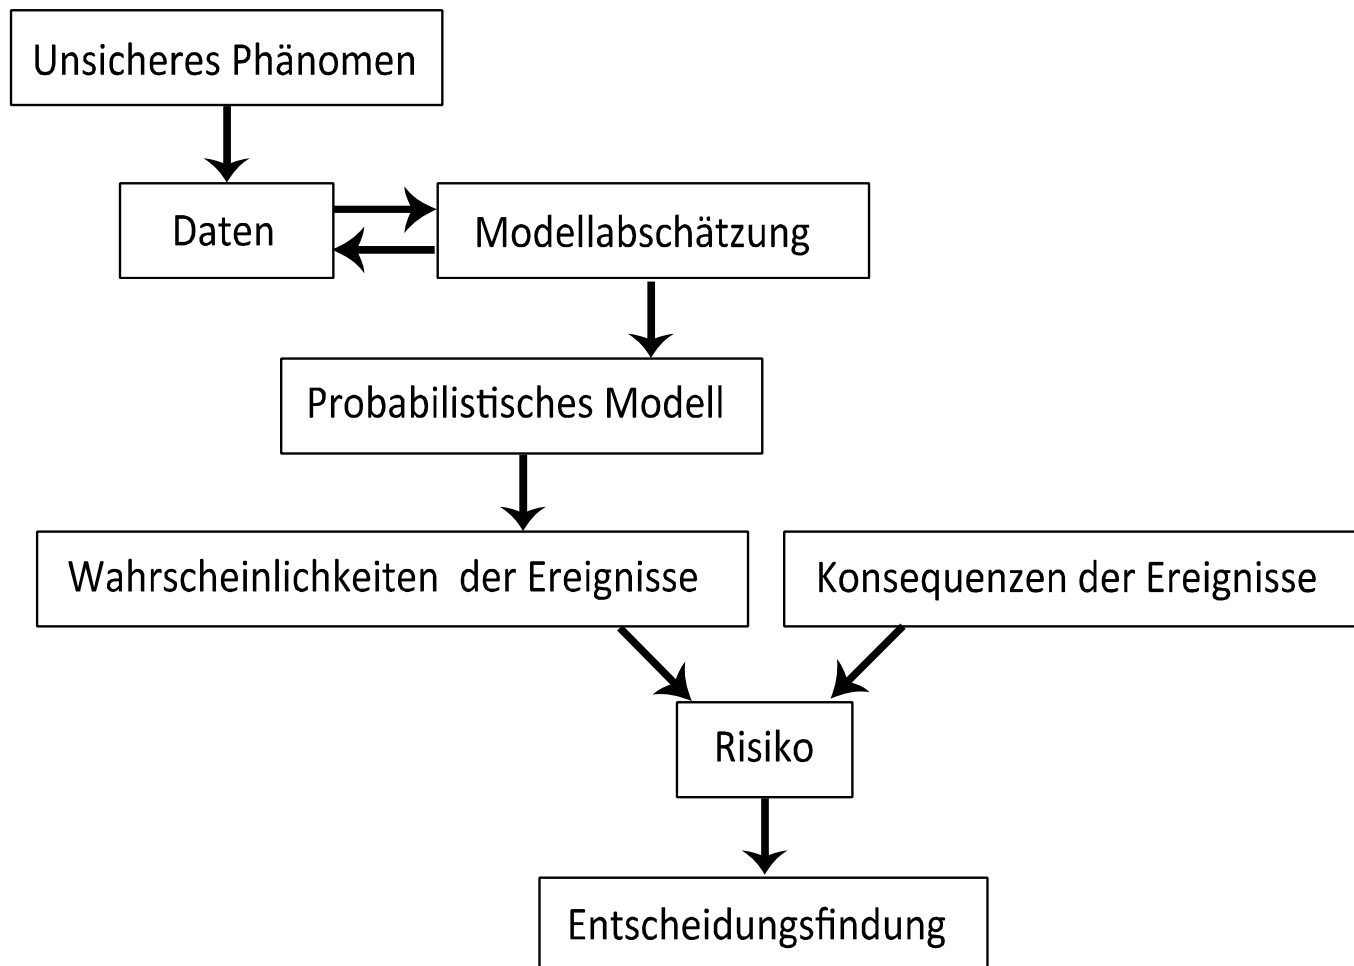 Unsicheres Phänomen
Daten
Modellabschätzung
Probabilistisches Modell
Wahrscheinlichkeiten der Ereignisse
Konsequenzen der Ereignisse
Risiko
Entscheidungsfindung